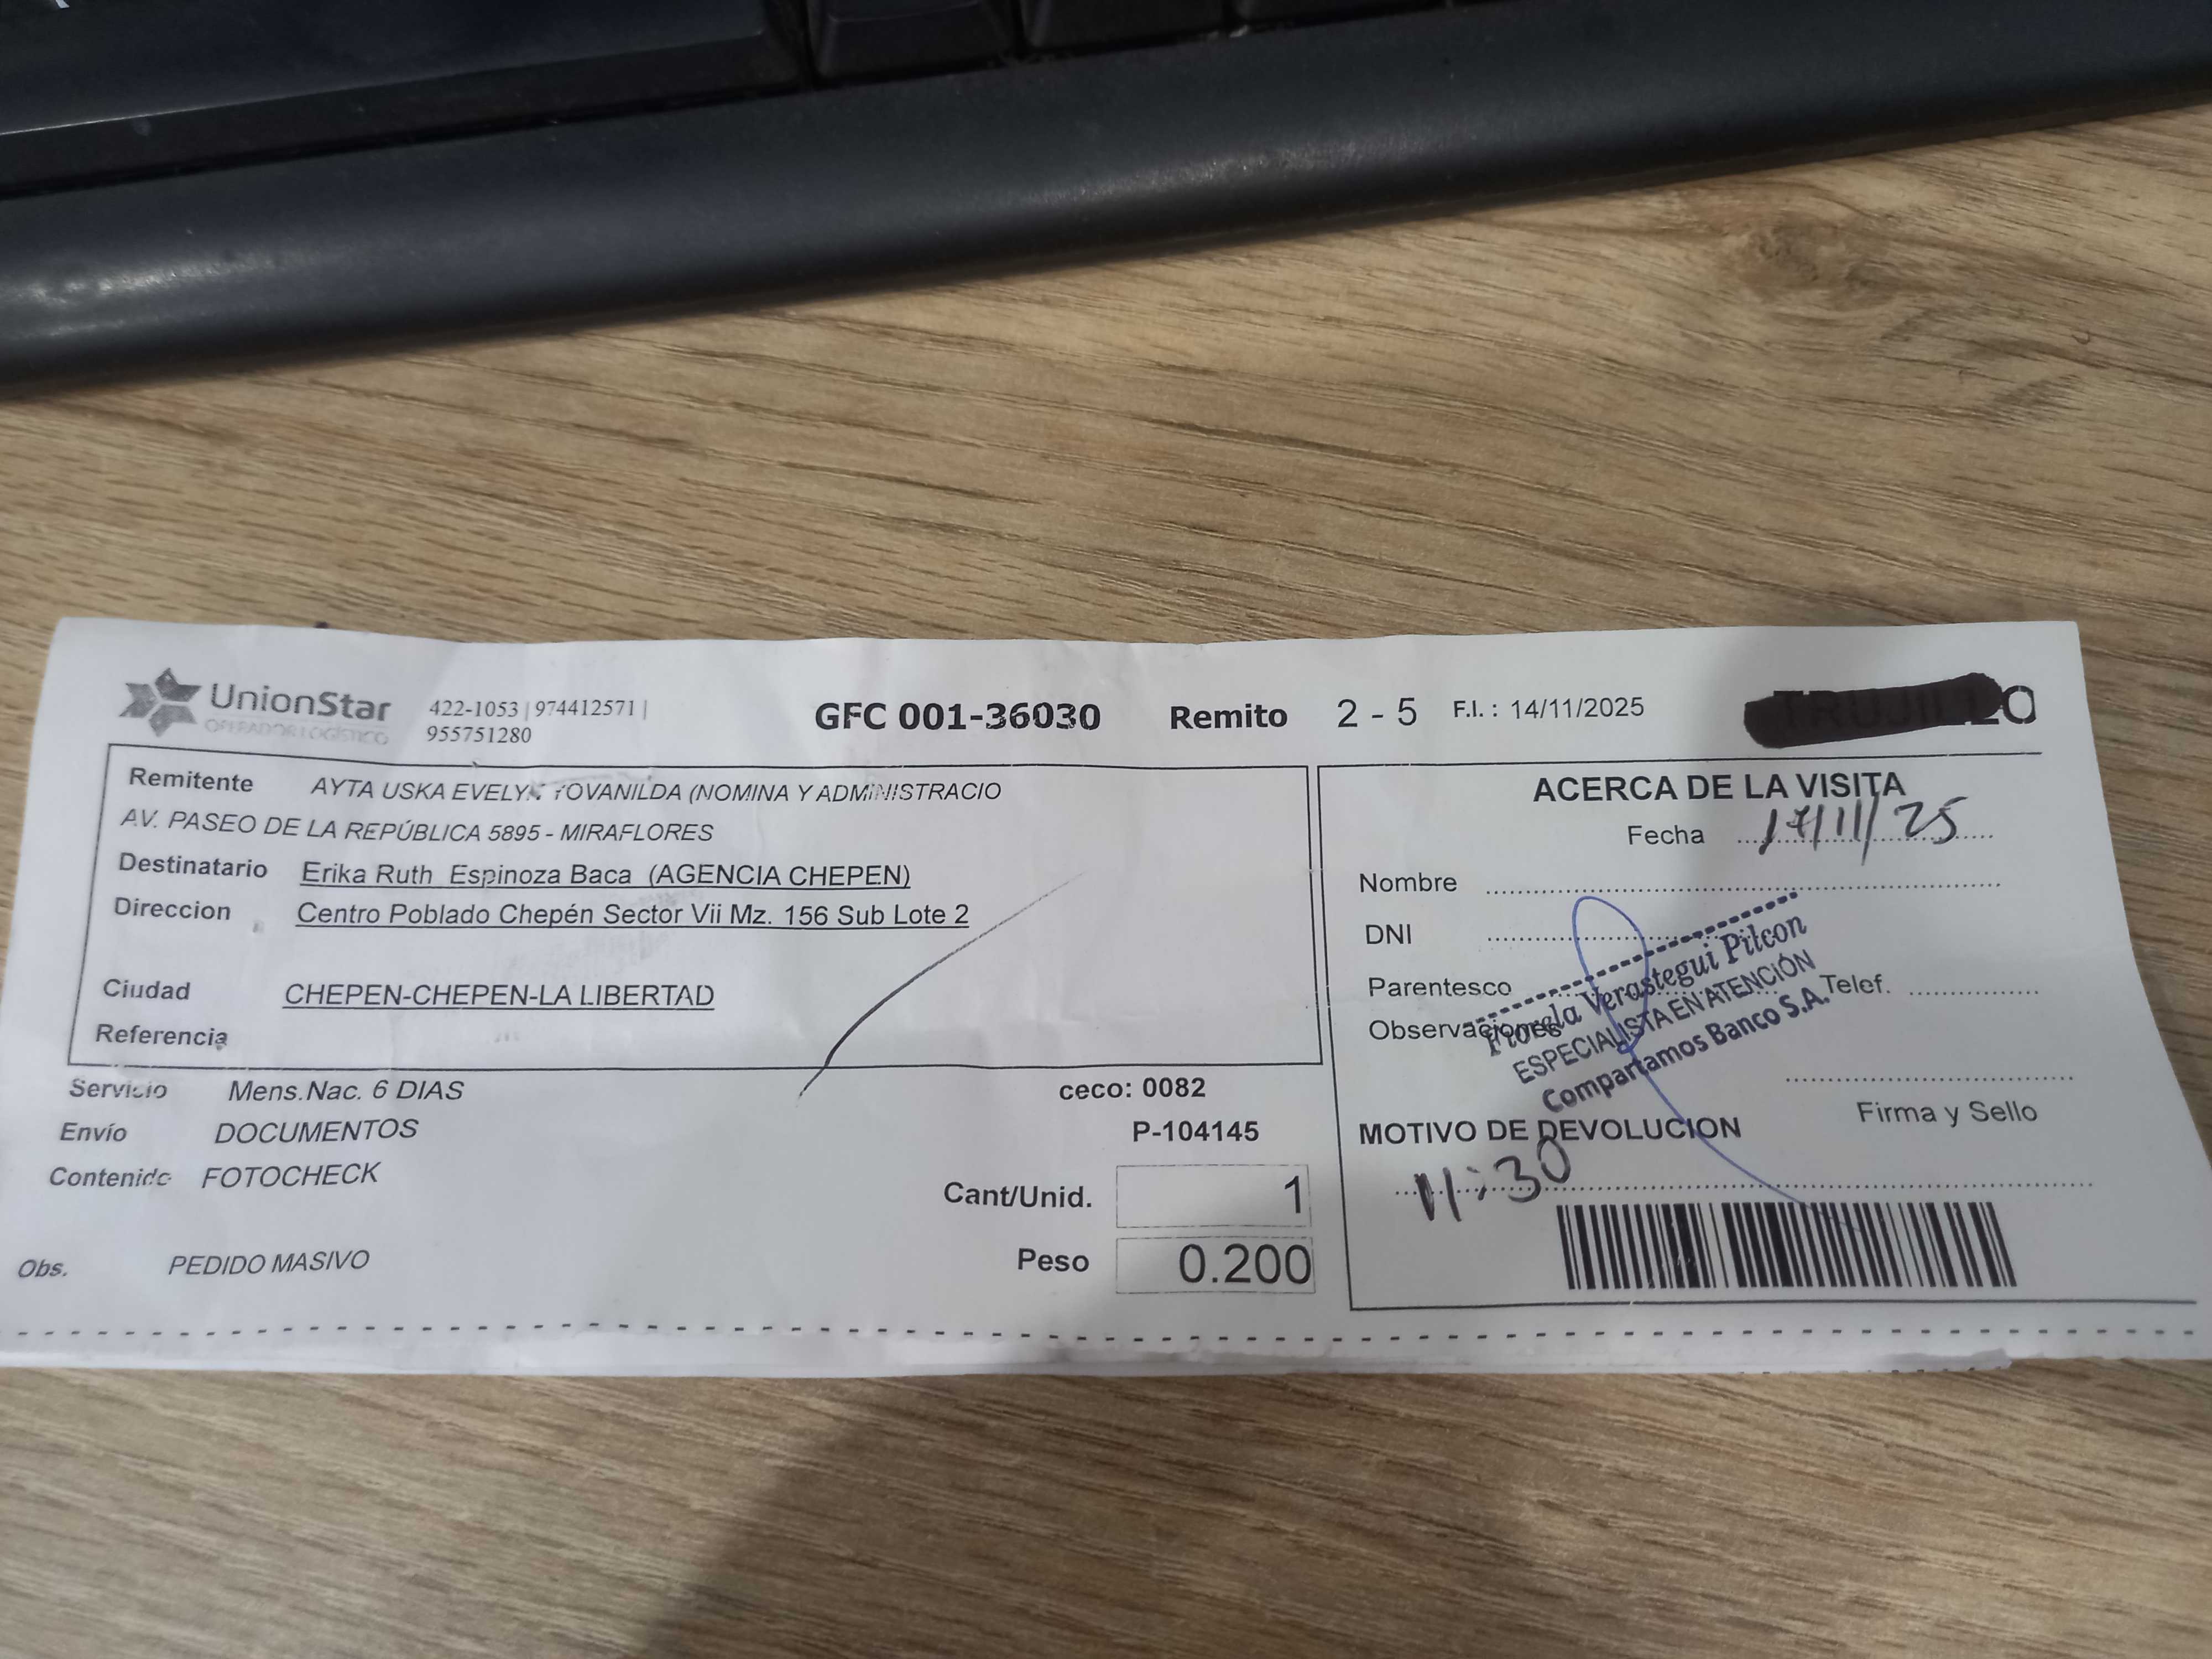 UnionStar
OPERADOR LOGÍSTICO
422-1053 | 974412571 |
955751280
GFC 001-36030 Remito 2 - 5 F.I. : 14/11/2025
TRUJILLO
Remitente AYTA USKA EVELYN (NOMINA Y ADMINISTRACIO
AV. PASEO DE LA REPÚBLICA 5895 - MIRAFLORES
Destinatario Erika Ruth Espinoza Baca (AGENCIA CHEPEN)
Direccion Centro Poblado Chepén Sector Vii Mz. 156 Sub Lote 2
Ciudad CHEPEN-CHEPEN-LA LIBERTAD
Referencia
Servicio Mens.Nac. 6 DIAS
Envío DOCUMENTOS
Contenido FOTOCHECK
Obs. PEDIDO MASIVO
ceco: 0082
P-104145
Cant/Unid. 1
Peso 0.200
ACERCA DE LA VISITA
Fecha 17/11/25
Nombre
DNI
Parentesco Telef.
Observaciones
Fiorela Verastegui Pilcon
ESPECIALISTA EN ATENCIÓN
Compartamos Banco S.A.
Firma y Sello
MOTIVO DE DEVOLUCION
11:30